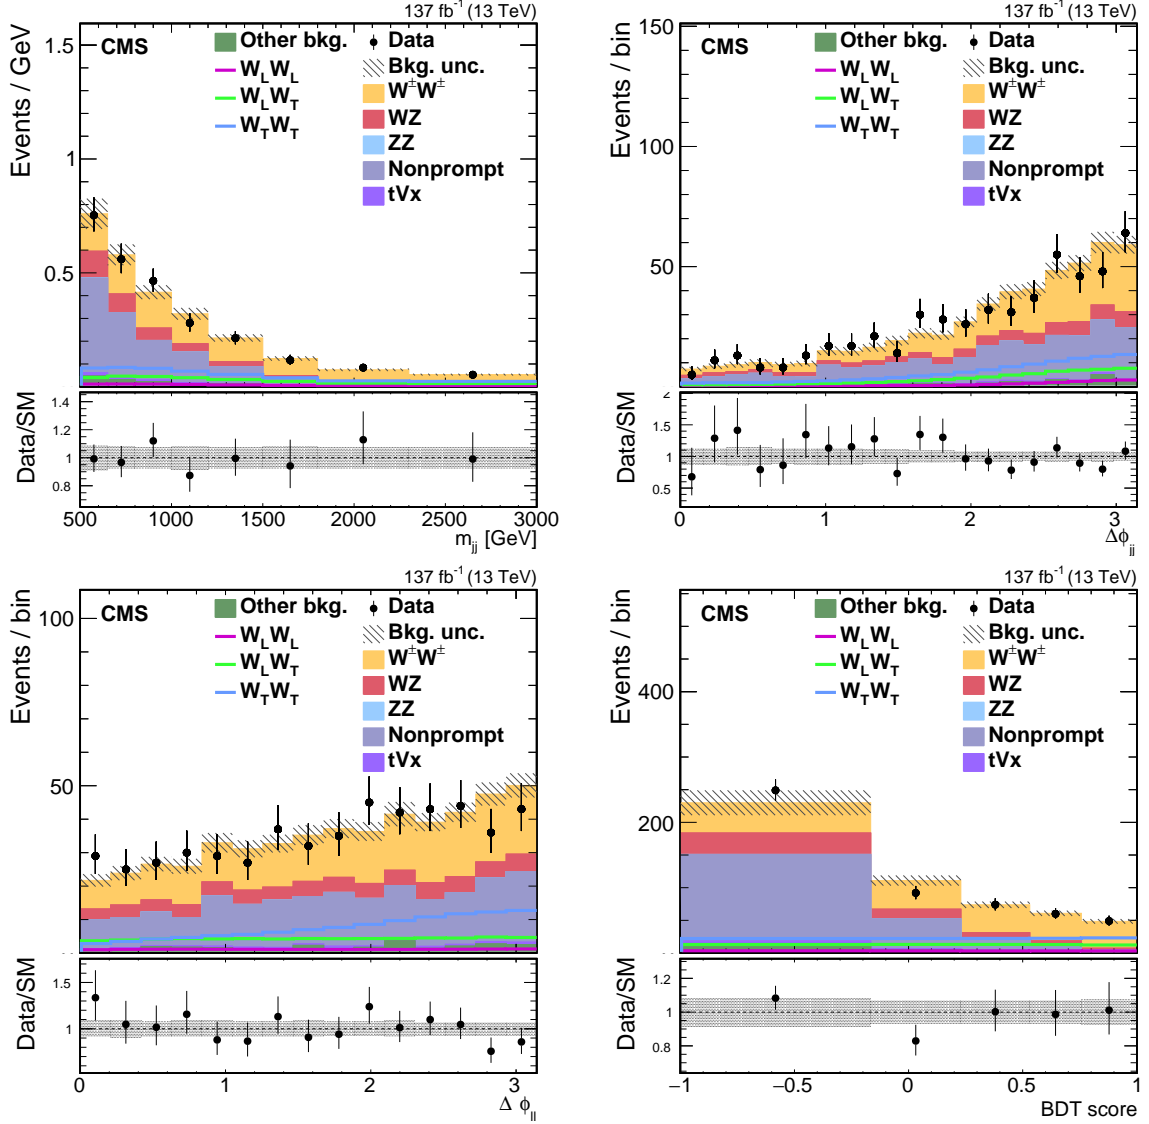 137 fb⁻¹ (13 TeV)
Events / GeV
CMS
Other bkg.
W_L W_L
W_L W_T
W_T W_T
Data
Bkg. unc.
W±W±
WZ
ZZ
Nonprompt
tVx
1.5
1
0.5
Data/SM
1.4
1.2
1.0
0.8
500 1000 1500 2000 2500 3000
m_jj [GeV]
137 fb⁻¹ (13 TeV)
Events / bin
CMS
Other bkg.
W_L W_L
W_L W_T
W_T W_T
Data
Bkg. unc.
W±W±
WZ
ZZ
Nonprompt
tVx
150
100
50
Data/SM
2
1.5
1
0.5
0 1 2 3
Δϕ_jj
137 fb⁻¹ (13 TeV)
Events / bin
CMS
Other bkg.
W_L W_L
W_L W_T
W_T W_T
Data
Bkg. unc.
W±W±
WZ
ZZ
Nonprompt
tVx
100
50
Data/SM
1.5
1
0 1 2 3
Δ ϕ_ll
137 fb⁻¹ (13 TeV)
Events / bin
CMS
Other bkg.
W_L W_L
W_L W_T
W_T W_T
Data
Bkg. unc.
W±W±
WZ
ZZ
Nonprompt
tVx
400
200
Data/SM
1.2
1.0
0.8
−1 −0.5 0 0.5 1
BDT score